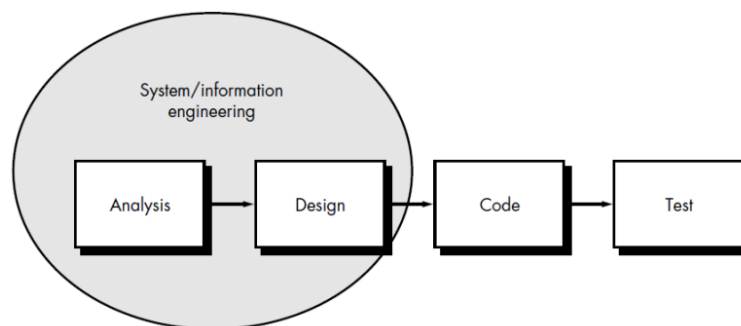 System/information
engineering
Analysis
Design
Code
Test